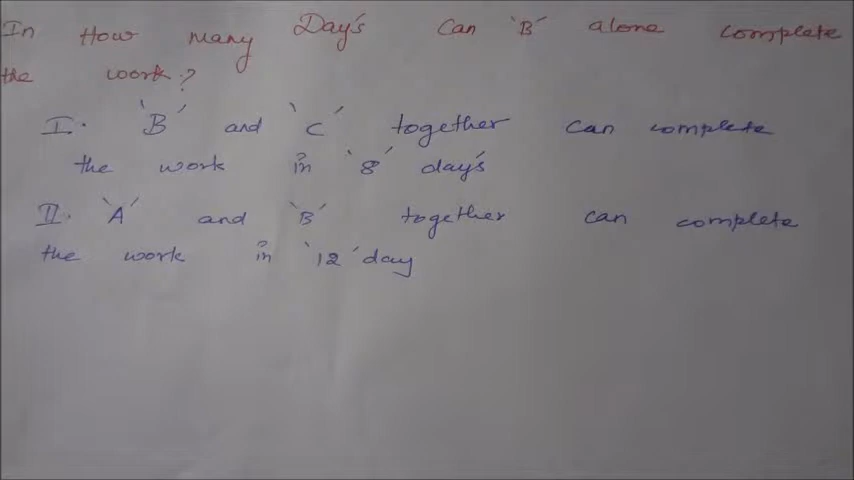 In How many Day's can 'B' alone complete
the work?
I. 'B' and 'C' together can complete
the work in '8' day's
II. 'A' and 'B' together can complete
the work in '12' day